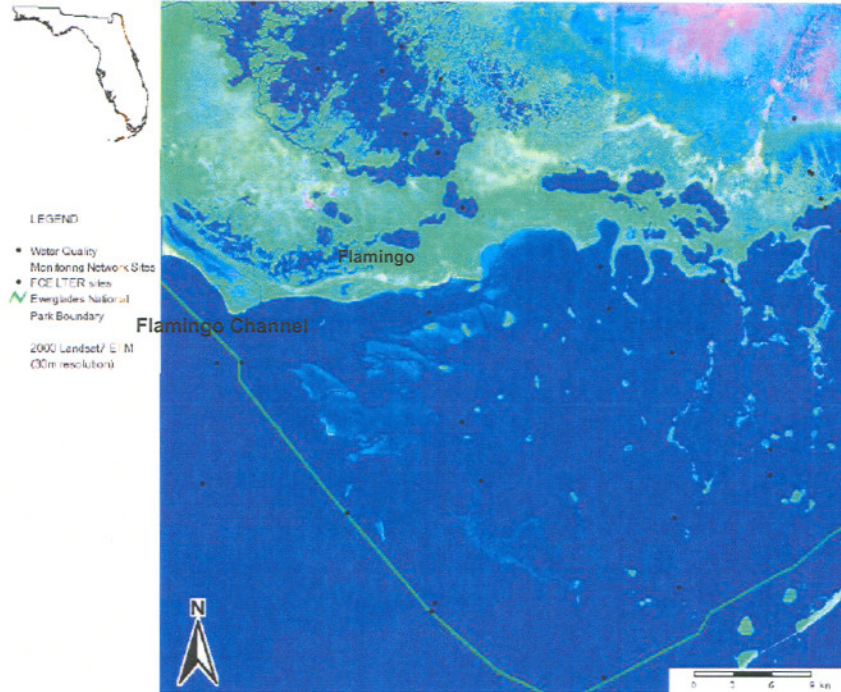 LEGEND
Water Quality
Monitoring Network Sites
FCE LTER sites
Everglades National
Park Boundary
2003 Landsat7 ETM
(30m resolution)
Flamingo
Flamingo Channel
N
0 3 6 9 km